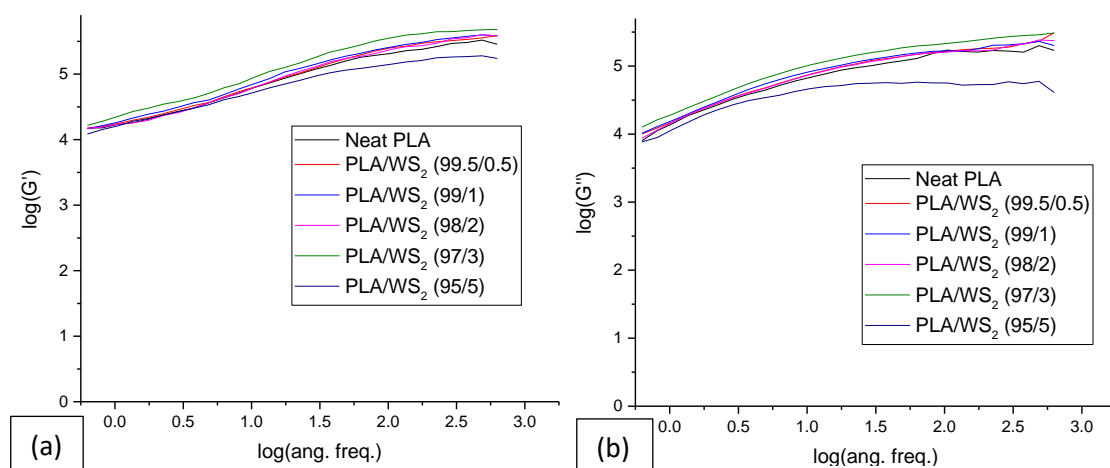 log(G')
5
4
3
2
1
0
0.0 0.5 1.0 1.5 2.0 2.5 3.0
log(ang. freq.)
Neat PLA
PLA/WS₂ (99.5/0.5)
PLA/WS₂ (99/1)
PLA/WS₂ (98/2)
PLA/WS₂ (97/3)
PLA/WS₂ (95/5)
(a)
log(G'')
5
4
3
2
1
0
0.0 0.5 1.0 1.5 2.0 2.5 3.0
log(ang. freq.)
Neat PLA
PLA/WS₂ (99.5/0.5)
PLA/WS₂ (99/1)
PLA/WS₂ (98/2)
PLA/WS₂ (97/3)
PLA/WS₂ (95/5)
(b)